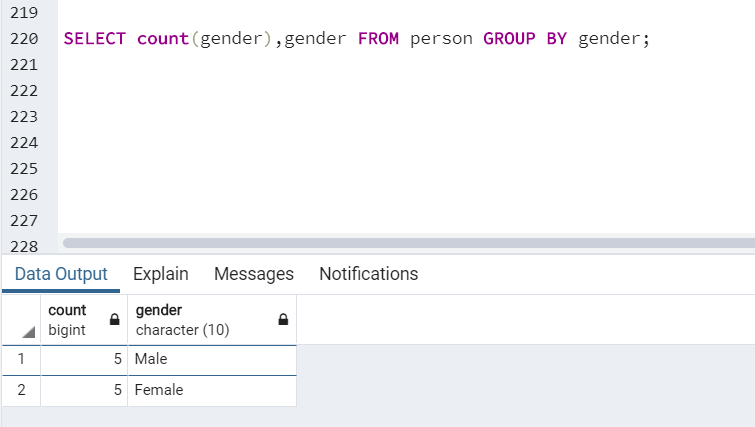 219
220 SELECT count(gender),gender FROM person GROUP BY gender;
221
222
223
224
225
226
227
228
Data Output Explain Messages Notifications
count gender
bigint character (10)
1 5 Male
2 5 Female